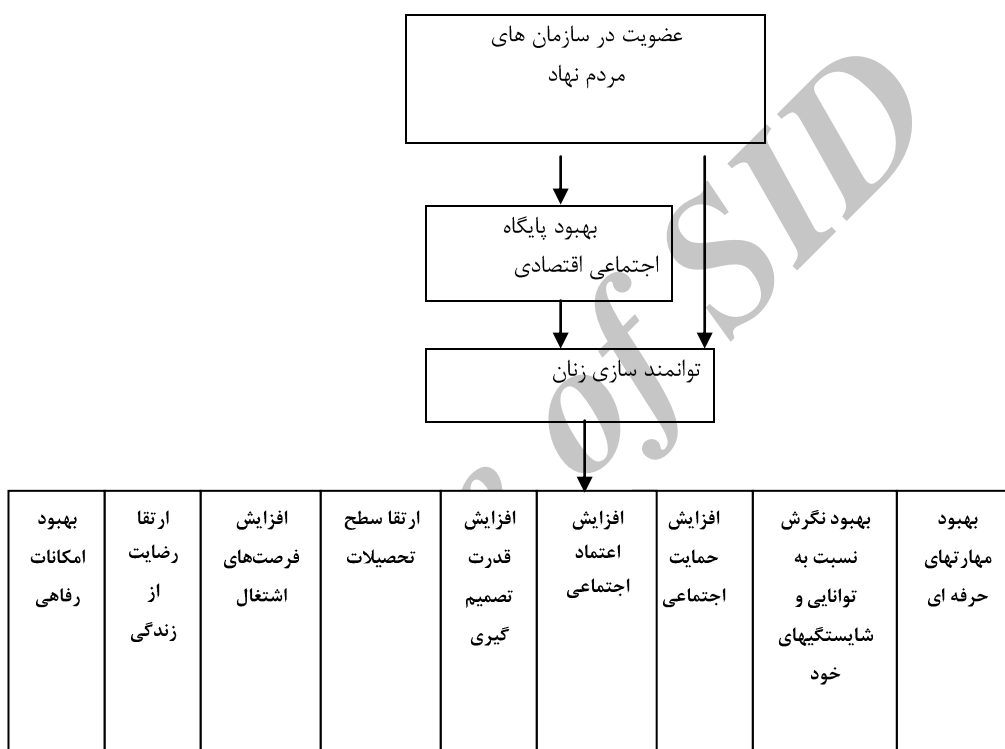 عضویت در سازمان های
مردم نهاد
بهبود پایگاه
اجتماعی اقتصادی
توانمند سازی زنان
بهبود
مهارتهای
حرفه ای
بهبود نگرش
نسبت به
توانایی و
شایستگیهای
خود
افزایش
حمایت
اجتماعی
افزایش
اعتماد
اجتماعی
افزایش
قدرت
تصمیم
گیری
ارتقا سطح
تحصیلات
افزایش
فرصت‌های
اشتغال
ارتقا
رضایت
از
زندگی
بهبود
امکانات
رفاهی
of SID